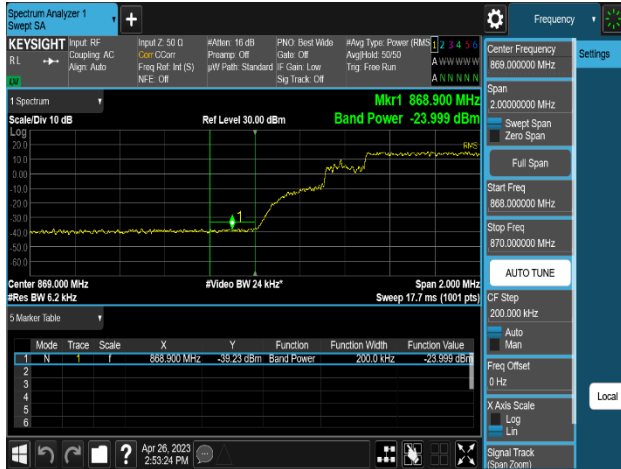 Spectrum Analyzer 1
Swept SA
+
Frequency
KEYSIGHT
RL
Input: RF
Coupling: AC
Align: Auto
Input Z: 50 Ω
Corr CCorr
Freq Ref: Int (S)
NFE: Off
#Atten: 16 dB
Preamp: Off
µW Path: Standard
PNO: Best Wide
Gate: Off
IF Gain: Low
Sig Track: Off
#Avg Type: Power (RMS
Avg|Hold: 50/50
Trig: Free Run
1 2 3 4 5 6
A W W W W W
A N N N N N
1 Spectrum
Scale/Div 10 dB
Log
Ref Level 30.00 dBm
Mkr1 868.900 MHz
Band Power -23.999 dBm
RMS
20.0
10.0
0.00
-10.0
-20.0
-30.0
-40.0
-50.0
-60.0
1
Center 869.000 MHz
#Res BW 6.2 kHz
#Video BW 24 kHz*
Span 2.000 MHz
Sweep 17.7 ms (1001 pts)
5 Marker Table
Mode Trace Scale X Y Function Function Width Function Value
1 N 1 f 868.900 MHz -39.23 dBm Band Power 200.0 kHz -23.999 dBm
2
3
4
5
6
?
Apr 26, 2023
2:53:24 PM
Center Frequency
869.000000 MHz
Span
2.00000000 MHz
Swept Span
Zero Span
Full Span
Start Freq
868.000000 MHz
Stop Freq
870.000000 MHz
AUTO TUNE
CF Step
200.000 kHz
Auto
Man
Freq Offset
0 Hz
X Axis Scale
Log
Lin
Signal Track
(Span Zoom)
Settings
Local